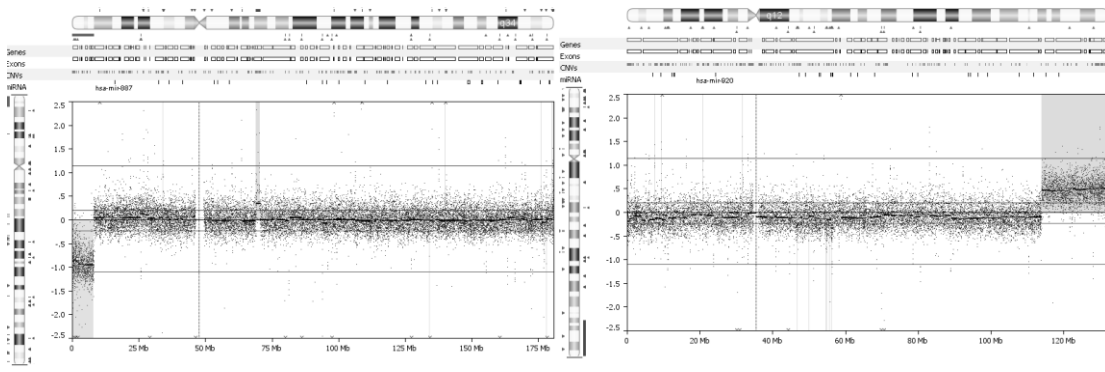 q34
Genes
Exons
CNVs
miRNA
hsa-mir-887
2.5
2.0
1.5
1.0
.5
0
-.5
-1.0
-1.5
-2.0
-2.5
0
25 Mb
50 Mb
75 Mb
100 Mb
125 Mb
150 Mb
175 Mb
q12
Genes
Exons
CNVs
miRNA
hsa-mir-920
2.5
2.0
1.5
1.0
.5
0
-.5
-1.0
-1.5
-2.0
-2.5
0
20 Mb
40 Mb
60 Mb
80 Mb
100 Mb
120 Mb